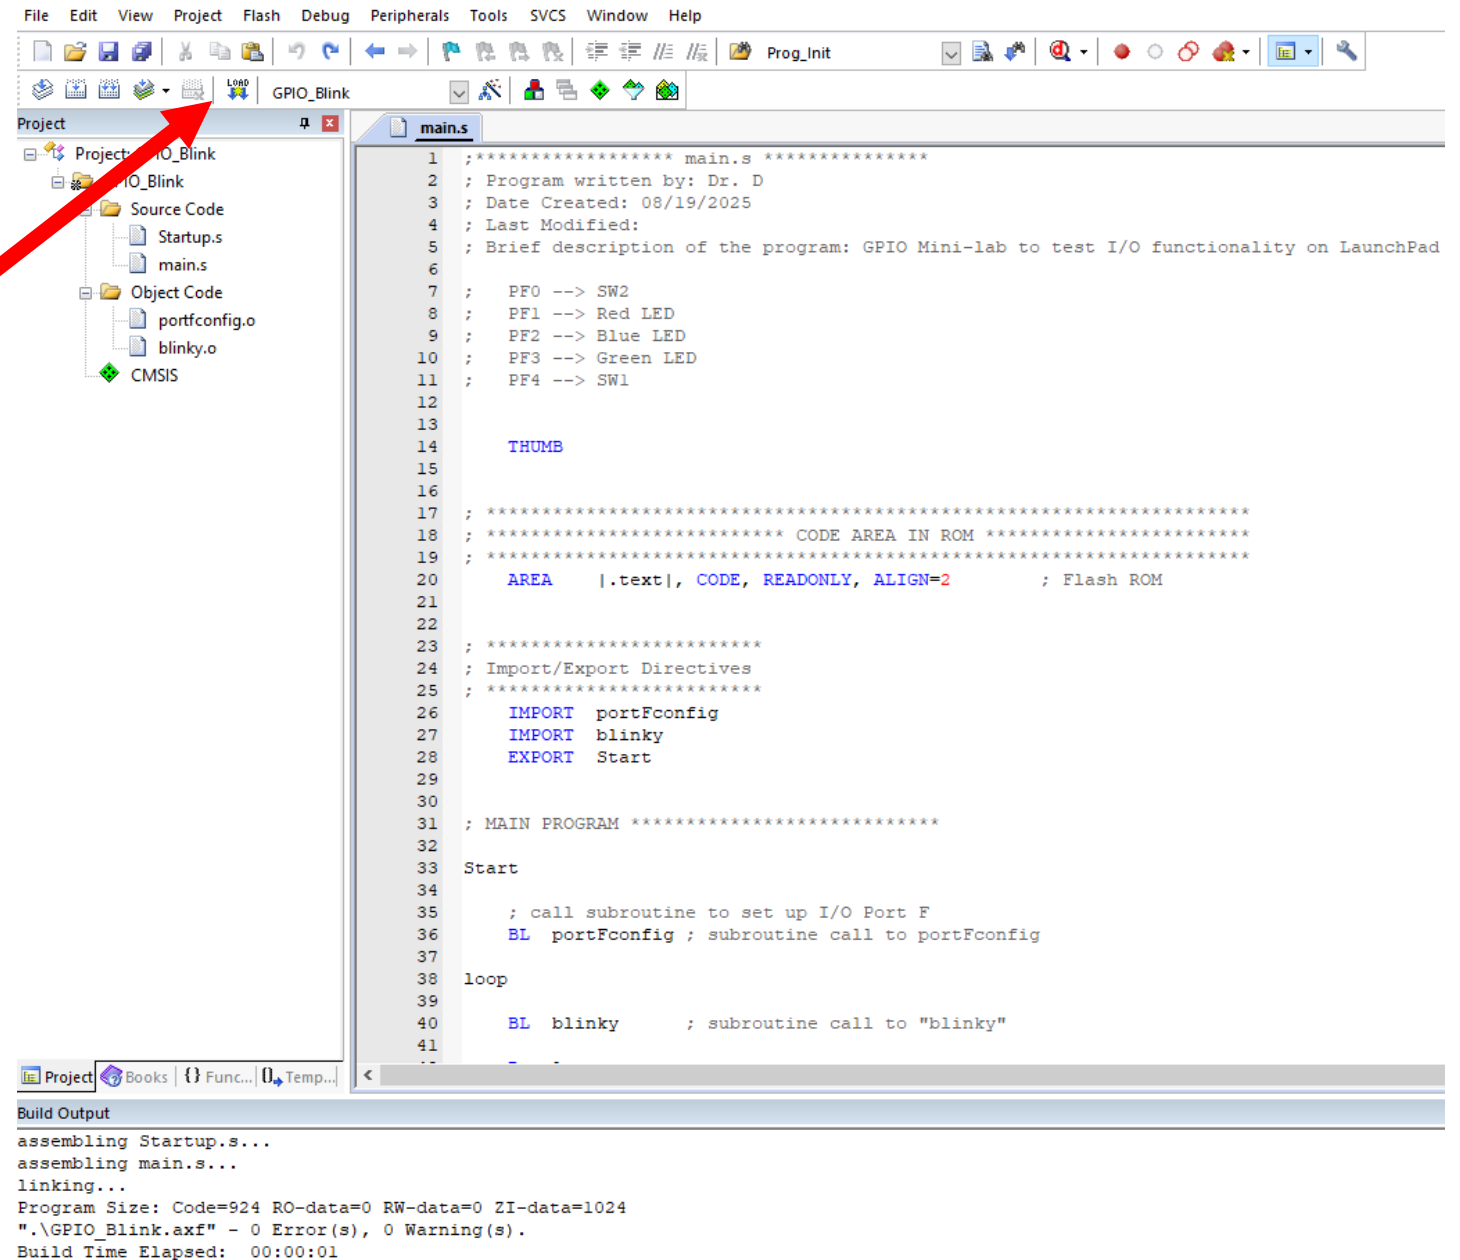 File Edit View Project Flash Debug Peripherals Tools SVCS Window Help
Prog_Init
LOAD GPIO_Blink
Project
main.s
Project: GPIO_Blink
GPIO_Blink
Source Code
Startup.s
main.s
Object Code
portfconfig.o
blinky.o
CMSIS
1 ;****************** main.s ***************
2 ; Program written by: Dr. D
3 ; Date Created: 08/19/2025
4 ; Last Modified:
5 ; Brief description of the program: GPIO Mini-lab to test I/O functionality on LaunchPad
6
7 ; PF0 --> SW2
8 ; PF1 --> Red LED
9 ; PF2 --> Blue LED
10 ; PF3 --> Green LED
11 ; PF4 --> SW1
12
13
14 THUMB
15
16
17 ; *********************************************************************
18 ; *************************** CODE AREA IN ROM ************************
19 ; *********************************************************************
20 AREA |.text|, CODE, READONLY, ALIGN=2 ; Flash ROM
21
22
23 ; *************************
24 ; Import/Export Directives
25 ; *************************
26 IMPORT portFconfig
27 IMPORT blinky
28 EXPORT Start
29
30
31 ; MAIN PROGRAM ****************************
32
33 Start
34
35 ; call subroutine to set up I/O Port F
36 BL portFconfig ; subroutine call to portFconfig
37
38 loop
39
40 BL blinky ; subroutine call to "blinky"
41
Project Books {} Func... 0 Temp...
Build Output
assembling Startup.s...
assembling main.s...
linking...
Program Size: Code=924 RO-data=0 RW-data=0 ZI-data=1024
".\GPIO_Blink.axf" - 0 Error(s), 0 Warning(s).
Build Time Elapsed: 00:00:01